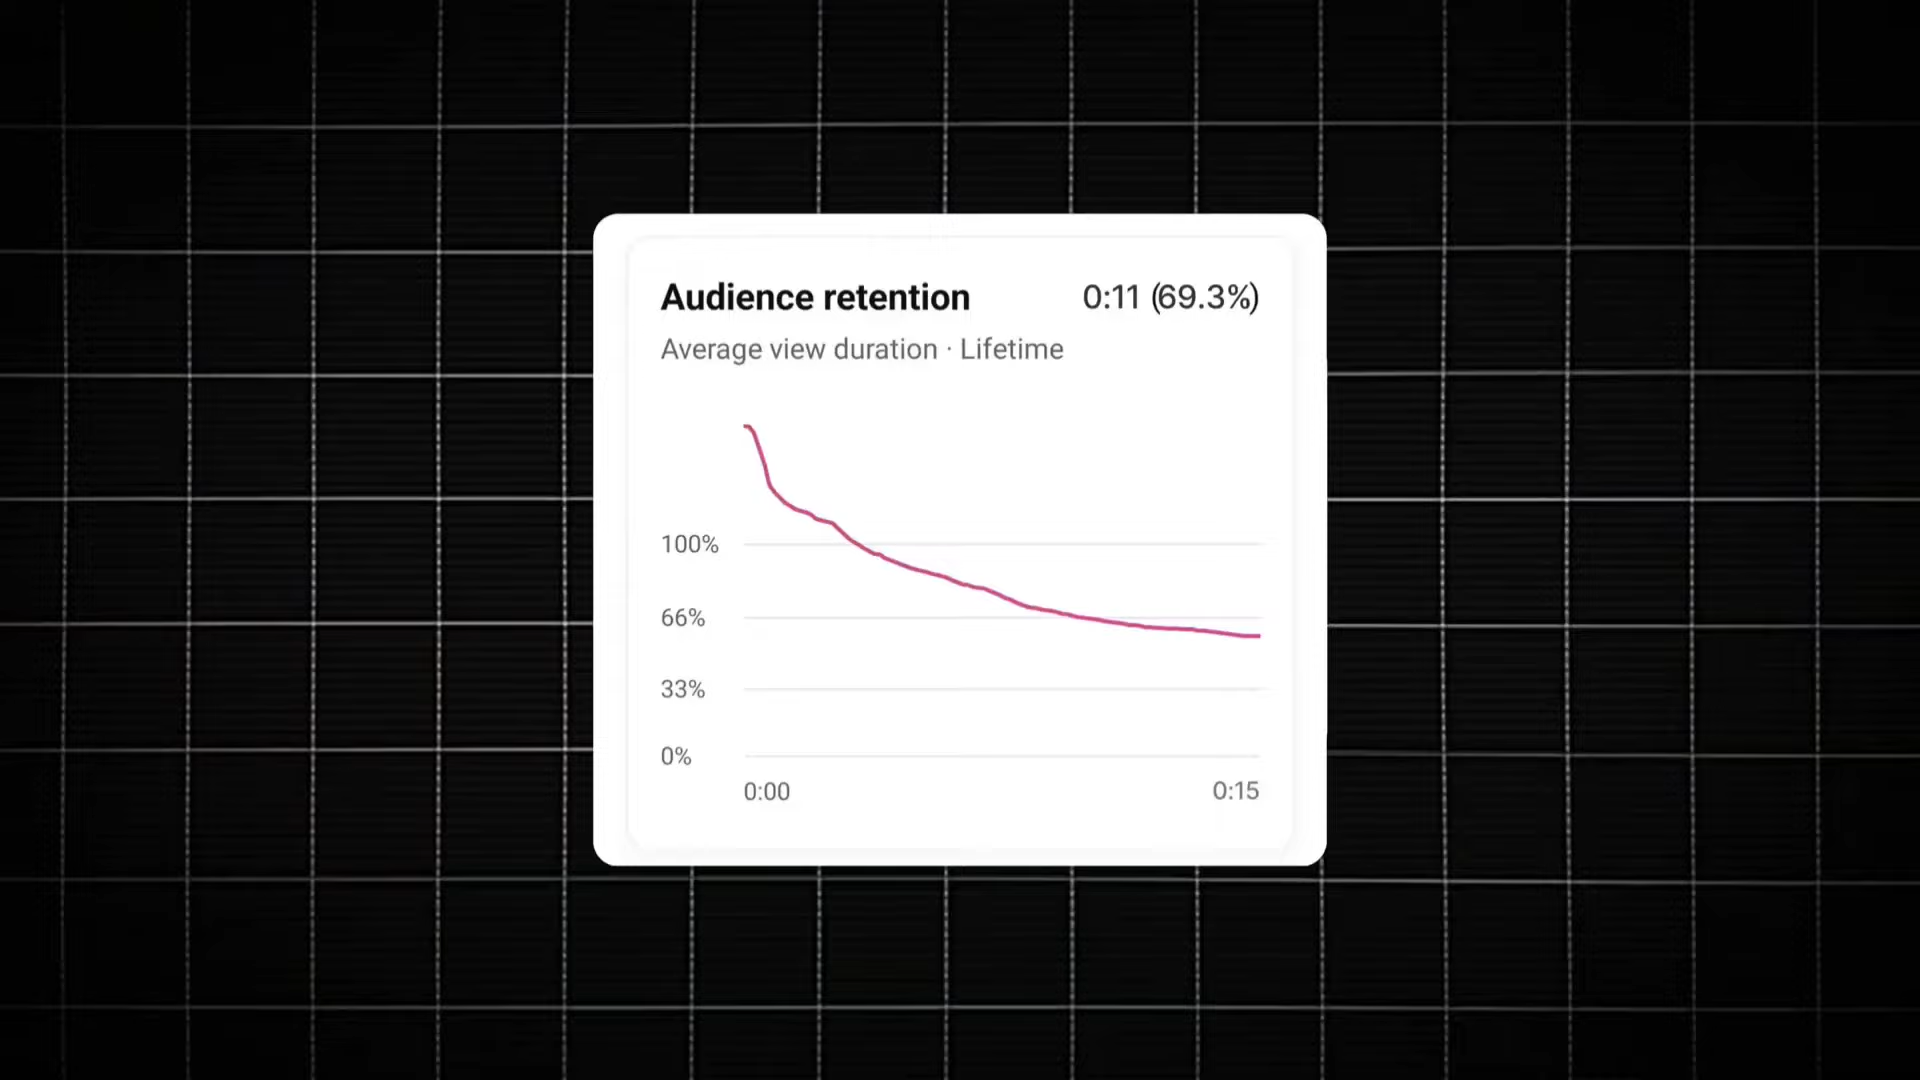 Audience retention 0:11 (69.3%)
Average view duration · Lifetime
100%
66%
33%
0%
0:00 0:15